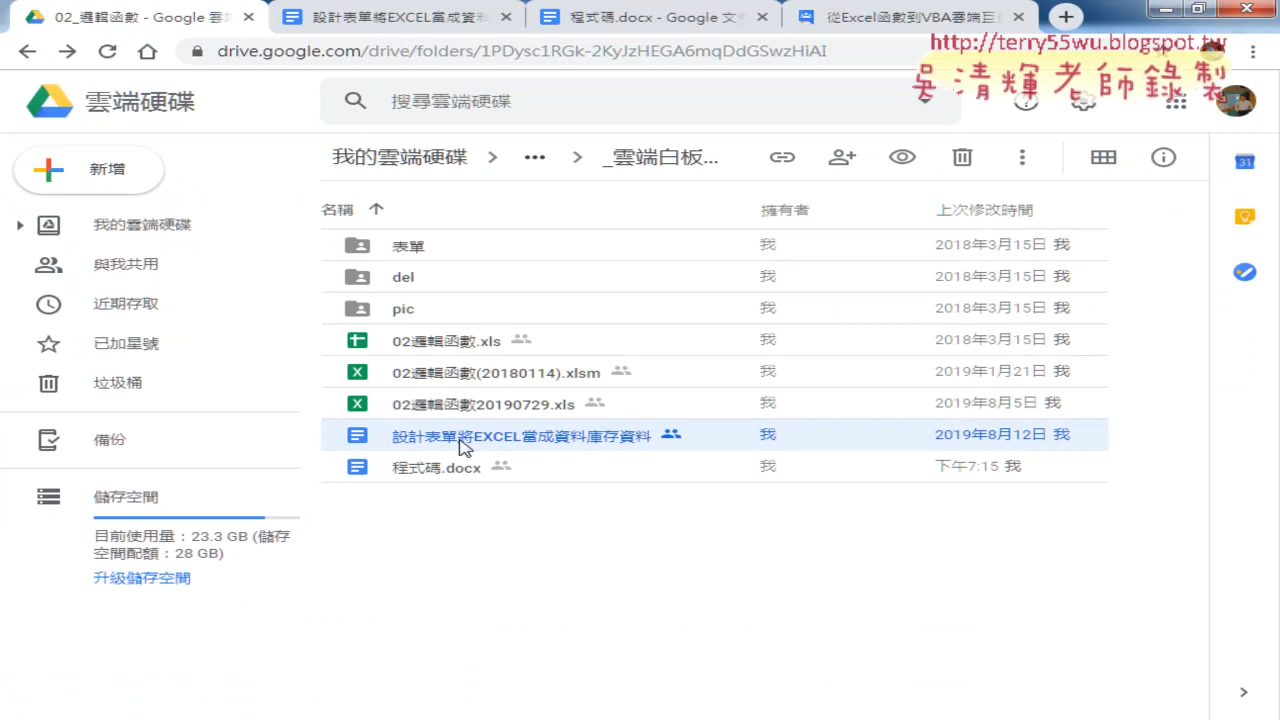 02_邏輯函數 - Google 雲端
設計表單將EXCEL當成資料
程式碼.docx - Google 文件
從Excel函數到VBA雲端巨
drive.google.com/drive/folders/1PDysc1RGk-2KyJzHEGA6mqDdGSwzHiAI
http://terry55wu.blogspot.tw
吳清輝老師錄製
雲端硬碟
搜尋雲端硬碟
新增
我的雲端硬碟
與我共用
近期存取
已加星號
垃圾桶
備份
儲存空間
目前使用量：23.3 GB (儲存
空間配額：28 GB)
升級儲存空間
我的雲端硬碟 > ... > _雲端白板...
名稱 擁有者 上次修改時間
表單 我 2018年3月15日 我
del 我 2018年3月15日 我
pic 我 2018年3月15日 我
02邏輯函數.xls 我 2018年3月15日 我
02邏輯函數(20180114).xlsm 我 2019年1月21日 我
02邏輯函數20190729.xls 我 2019年8月5日 我
設計表單將EXCEL當成資料庫存資料 我 2019年8月12日 我
程式碼.docx 我 下午7:15 我
31